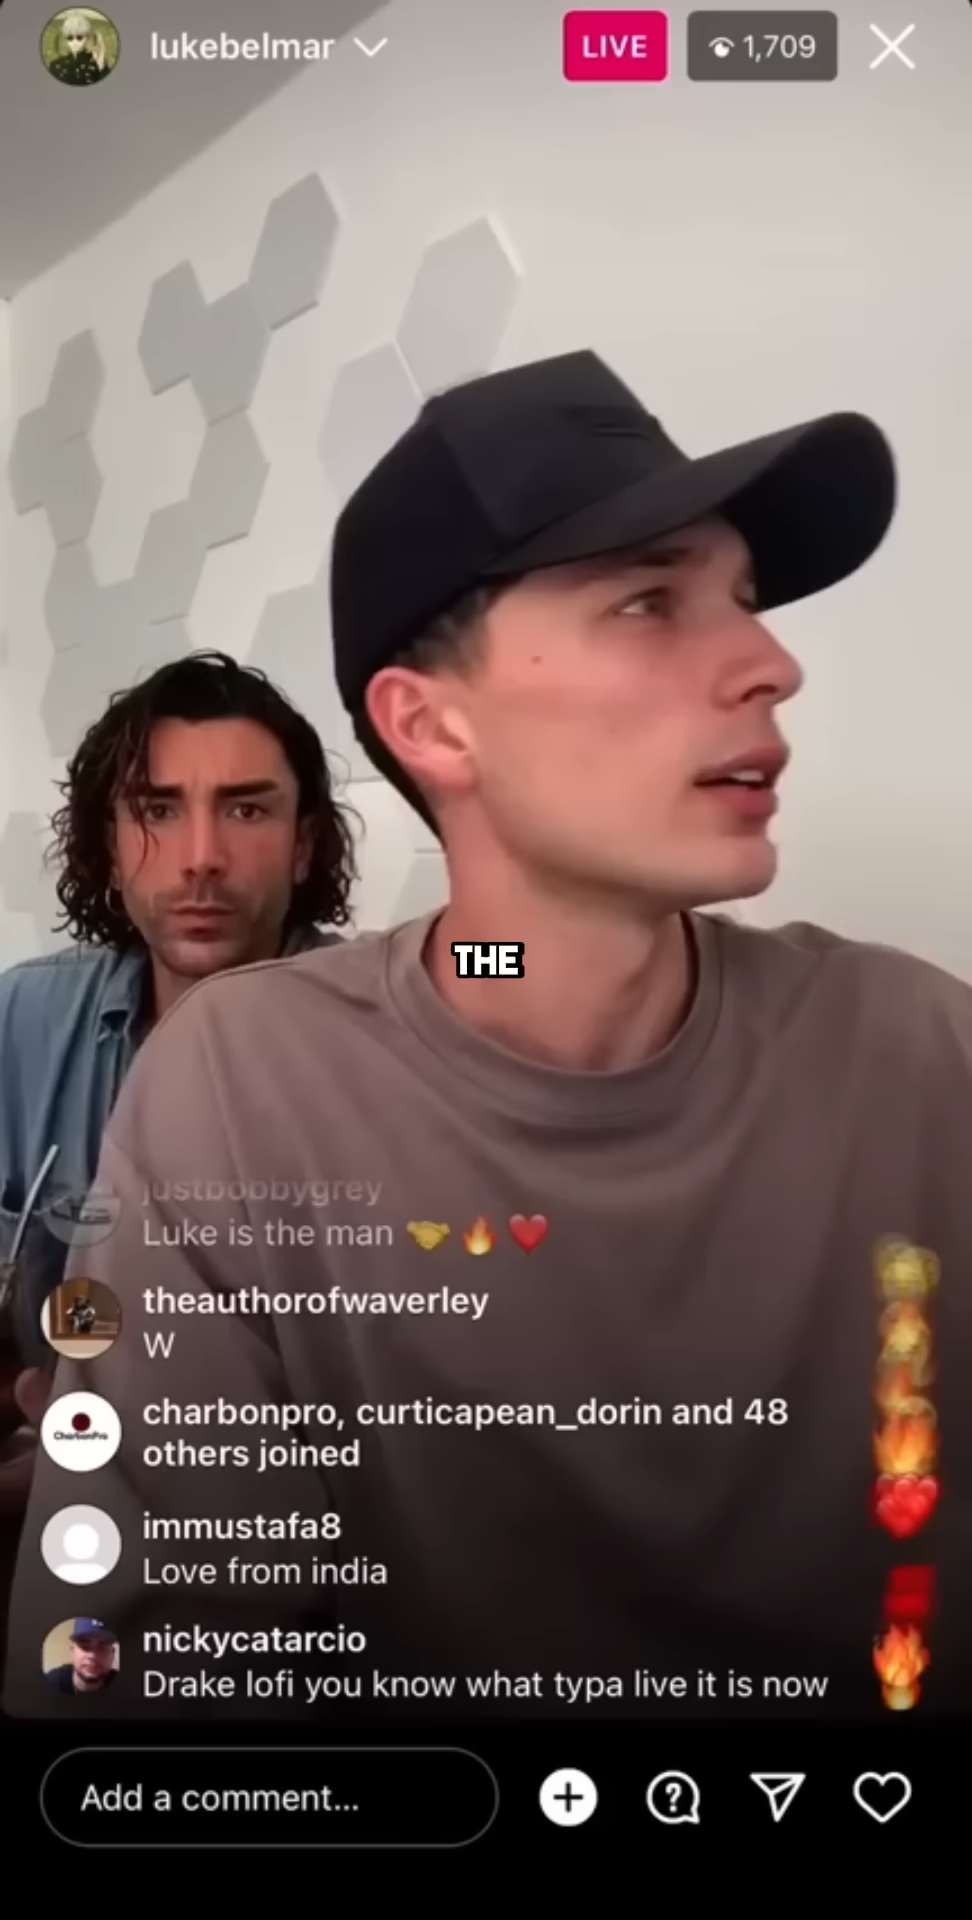 lukebelmar
LIVE
1,709
THE
justbobbygrey
Luke is the man 🤝 🔥 ❤️
theauthorofwaverley
W
charbonpro, curticapean_dorin and 48
others joined
CharbonPro
immustafa8
Love from india
nickycatarcio
Drake lofi you know what typa live it is now
Add a comment...